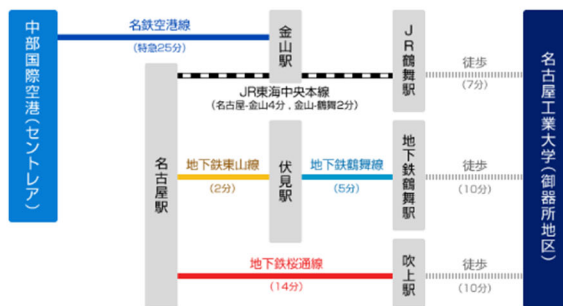 中部国際空港(セントレア)
名鉄空港線
(特急25分)
金山駅
JR鶴舞駅
徒歩
(7分)
名古屋工業大学(御器所地区)
JR東海中央本線
(名古屋-金山4分 , 金山-鶴舞2分)
名古屋駅
地下鉄東山線
(2分)
伏見駅
地下鉄鶴舞線
(5分)
地下鉄鶴舞駅
徒歩
(10分)
地下鉄桜通線
(14分)
吹上駅
徒歩
(10分)